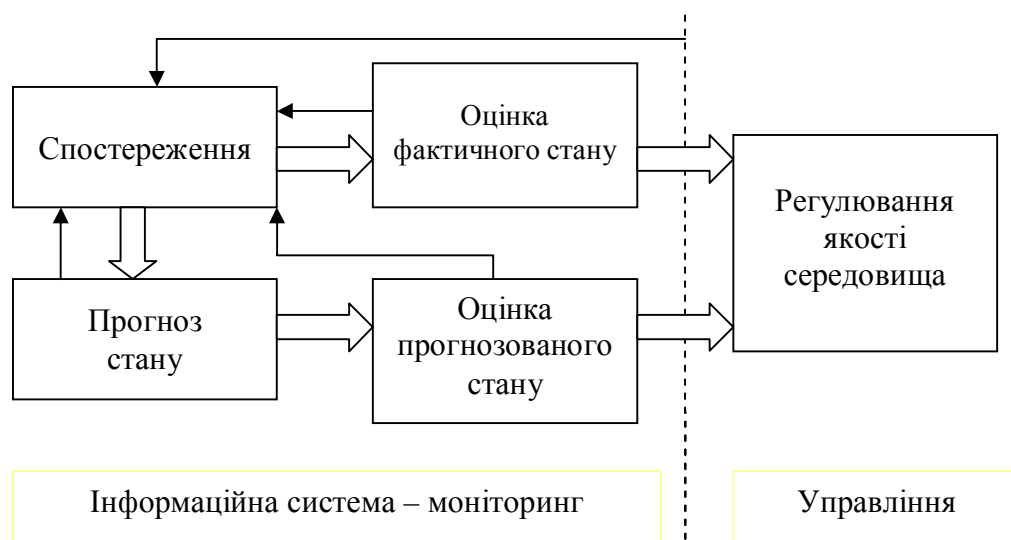 Спостереження
Оцінка
фактичного стану
Регулювання
якості
середовища
Прогноз
стану
Оцінка
прогнозованого
стану
Інформаційна система – моніторинг
Управління